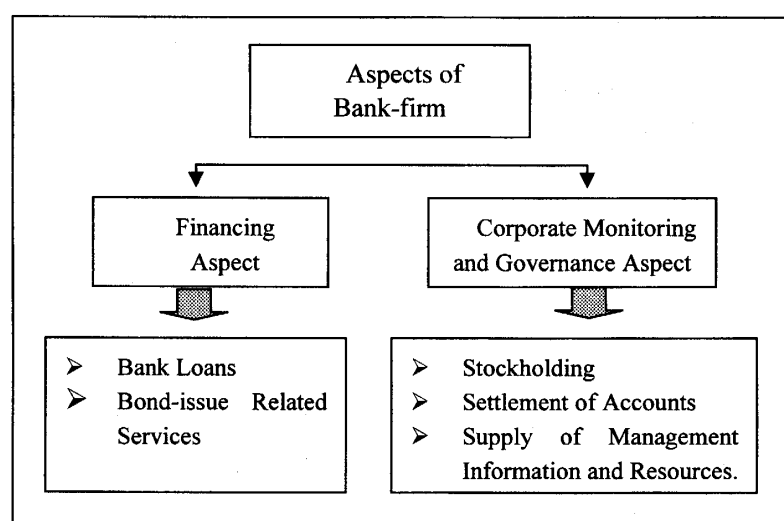 Aspects of
Bank-firm
Financing
Aspect
Corporate Monitoring
and Governance Aspect
➢ Bank Loans
➢ Bond-issue Related
Services
➢ Stockholding
➢ Settlement of Accounts
➢ Supply of Management
Information and Resources.